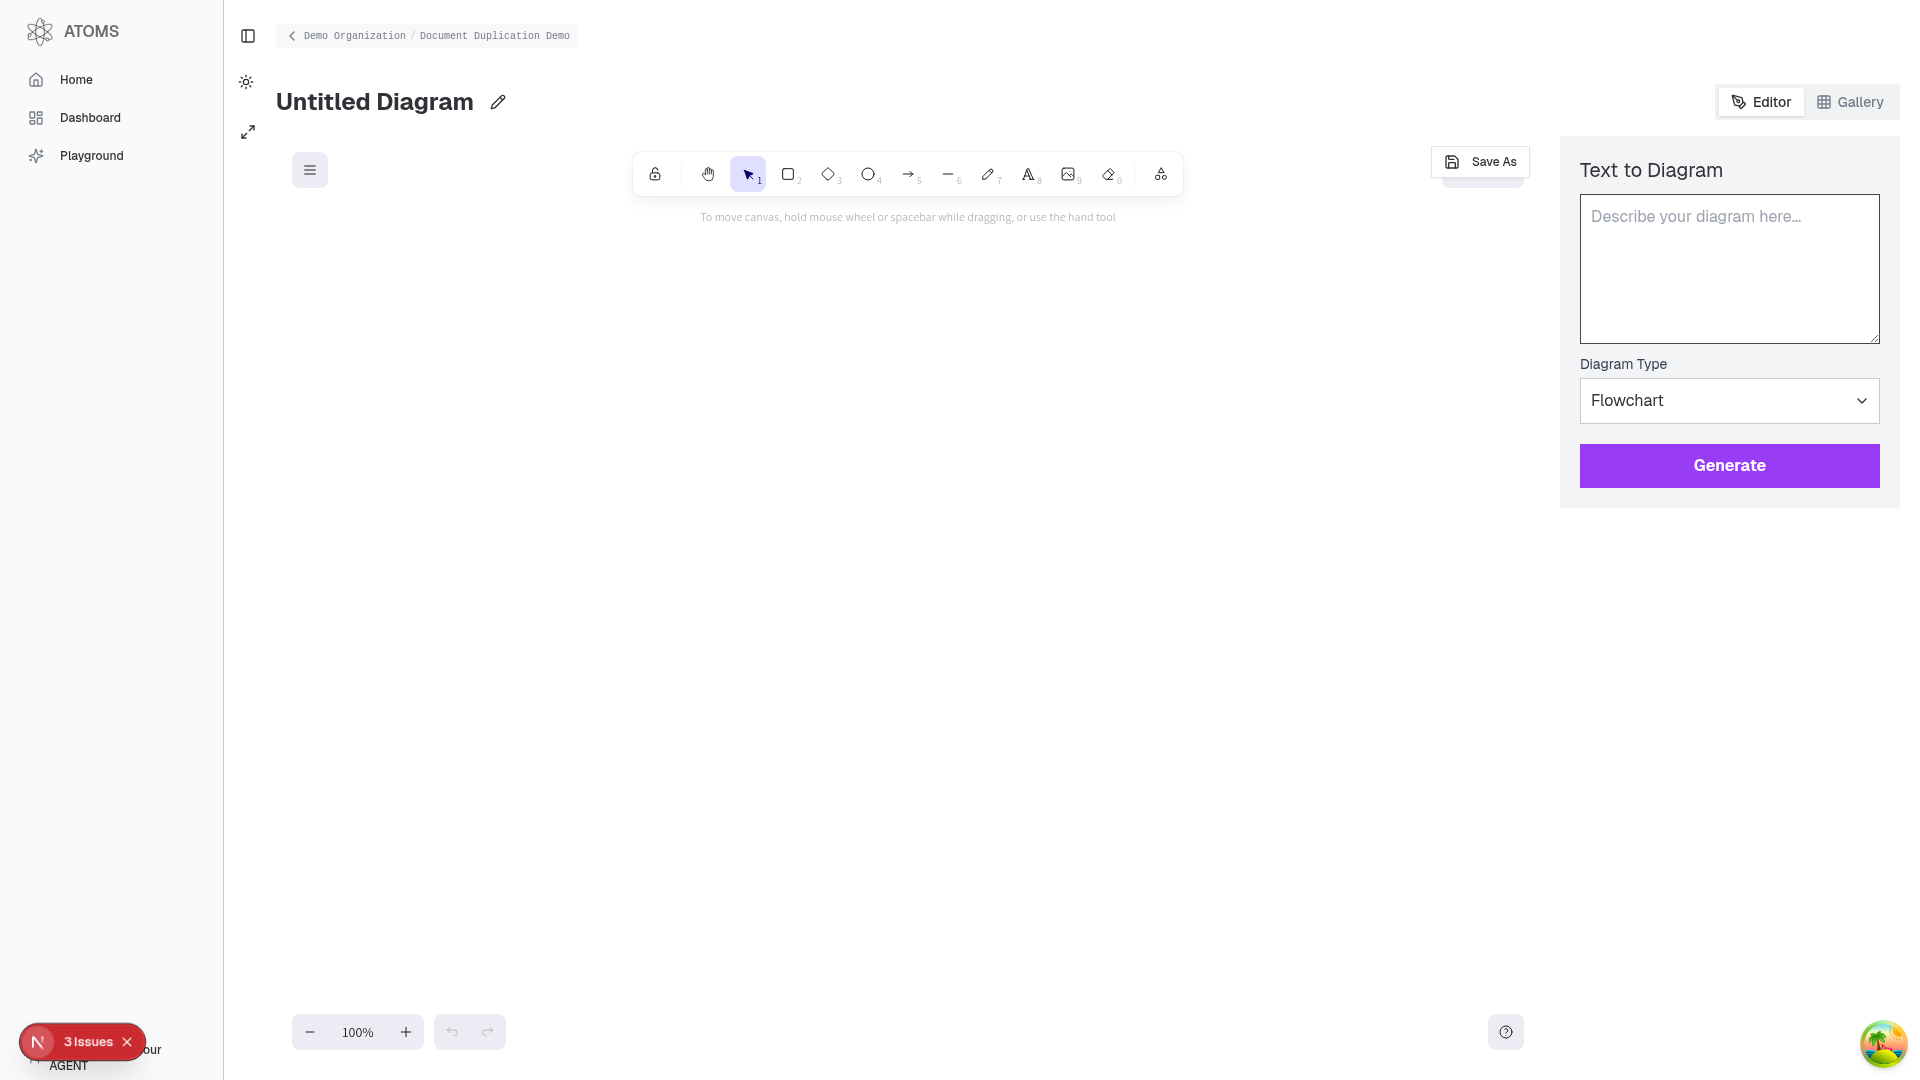 ATOMS
Home
Dashboard
Playground
Demo Organization / Document Duplication Demo
Untitled Diagram
Editor
Gallery
1
2
3
4
5
6
7
8
9
0
Save As
To move canvas, hold mouse wheel or spacebar while dragging, or use the hand tool
Text to Diagram
Describe your diagram here...
Diagram Type
Flowchart
Generate
100%
N 3 Issues
our
AGENT